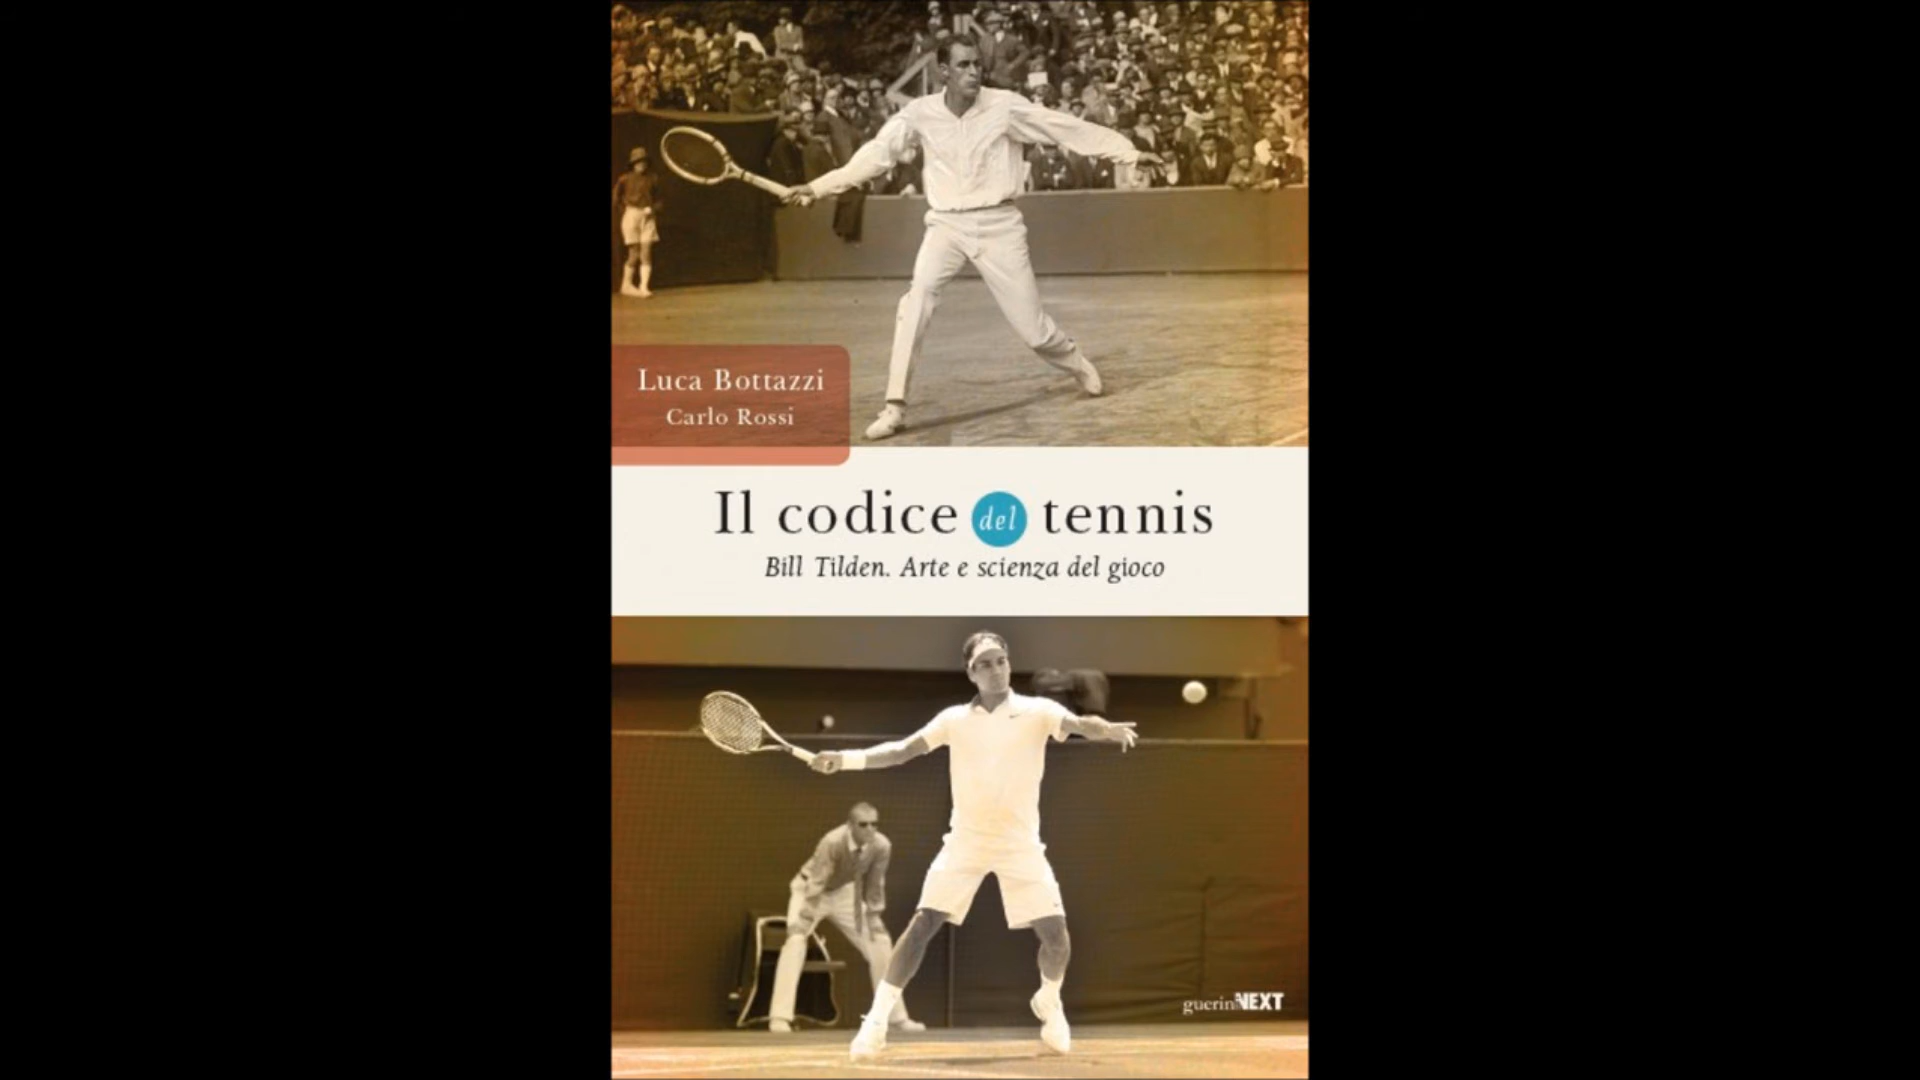 Luca Bottazzi
Carlo Rossi
Il codice del tennis
Bill Tilden. Arte e scienza del gioco
guerinNEXT